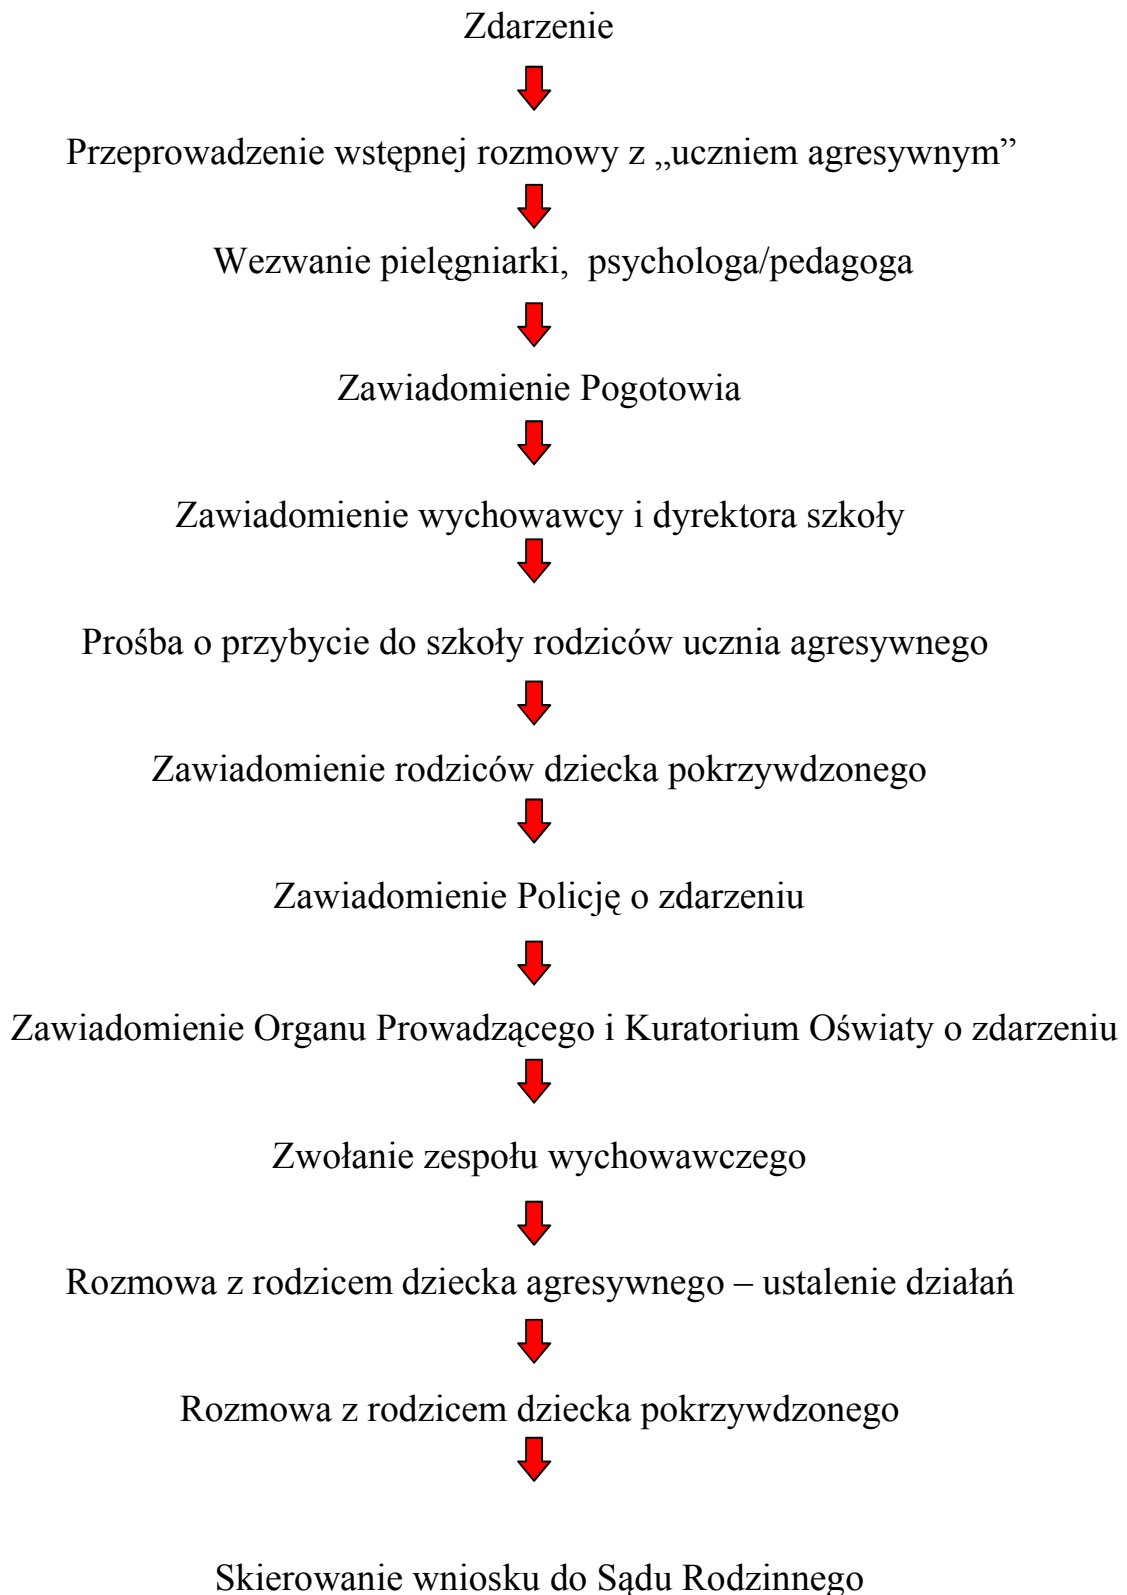 Zdarzenie
Przeprowadzenie wstępnej rozmowy z „uczniem agresywnym”
Wezwanie pielęgniarki, psychologa/pedagoga
Zawiadomienie Pogotowia
Zawiadomienie wychowawcy i dyrektora szkoły
Prośba o przybycie do szkoły rodziców ucznia agresywnego
Zawiadomienie rodziców dziecka pokrzywdzonego
Zawiadomienie Policję o zdarzeniu
Zawiadomienie Organu Prowadzącego i Kuratorium Oświaty o zdarzeniu
Zwołanie zespołu wychowawczego
Rozmowa z rodzicem dziecka agresywnego – ustalenie działań
Rozmowa z rodzicem dziecka pokrzywdzonego
Skierowanie wniosku do Sądu Rodzinnego